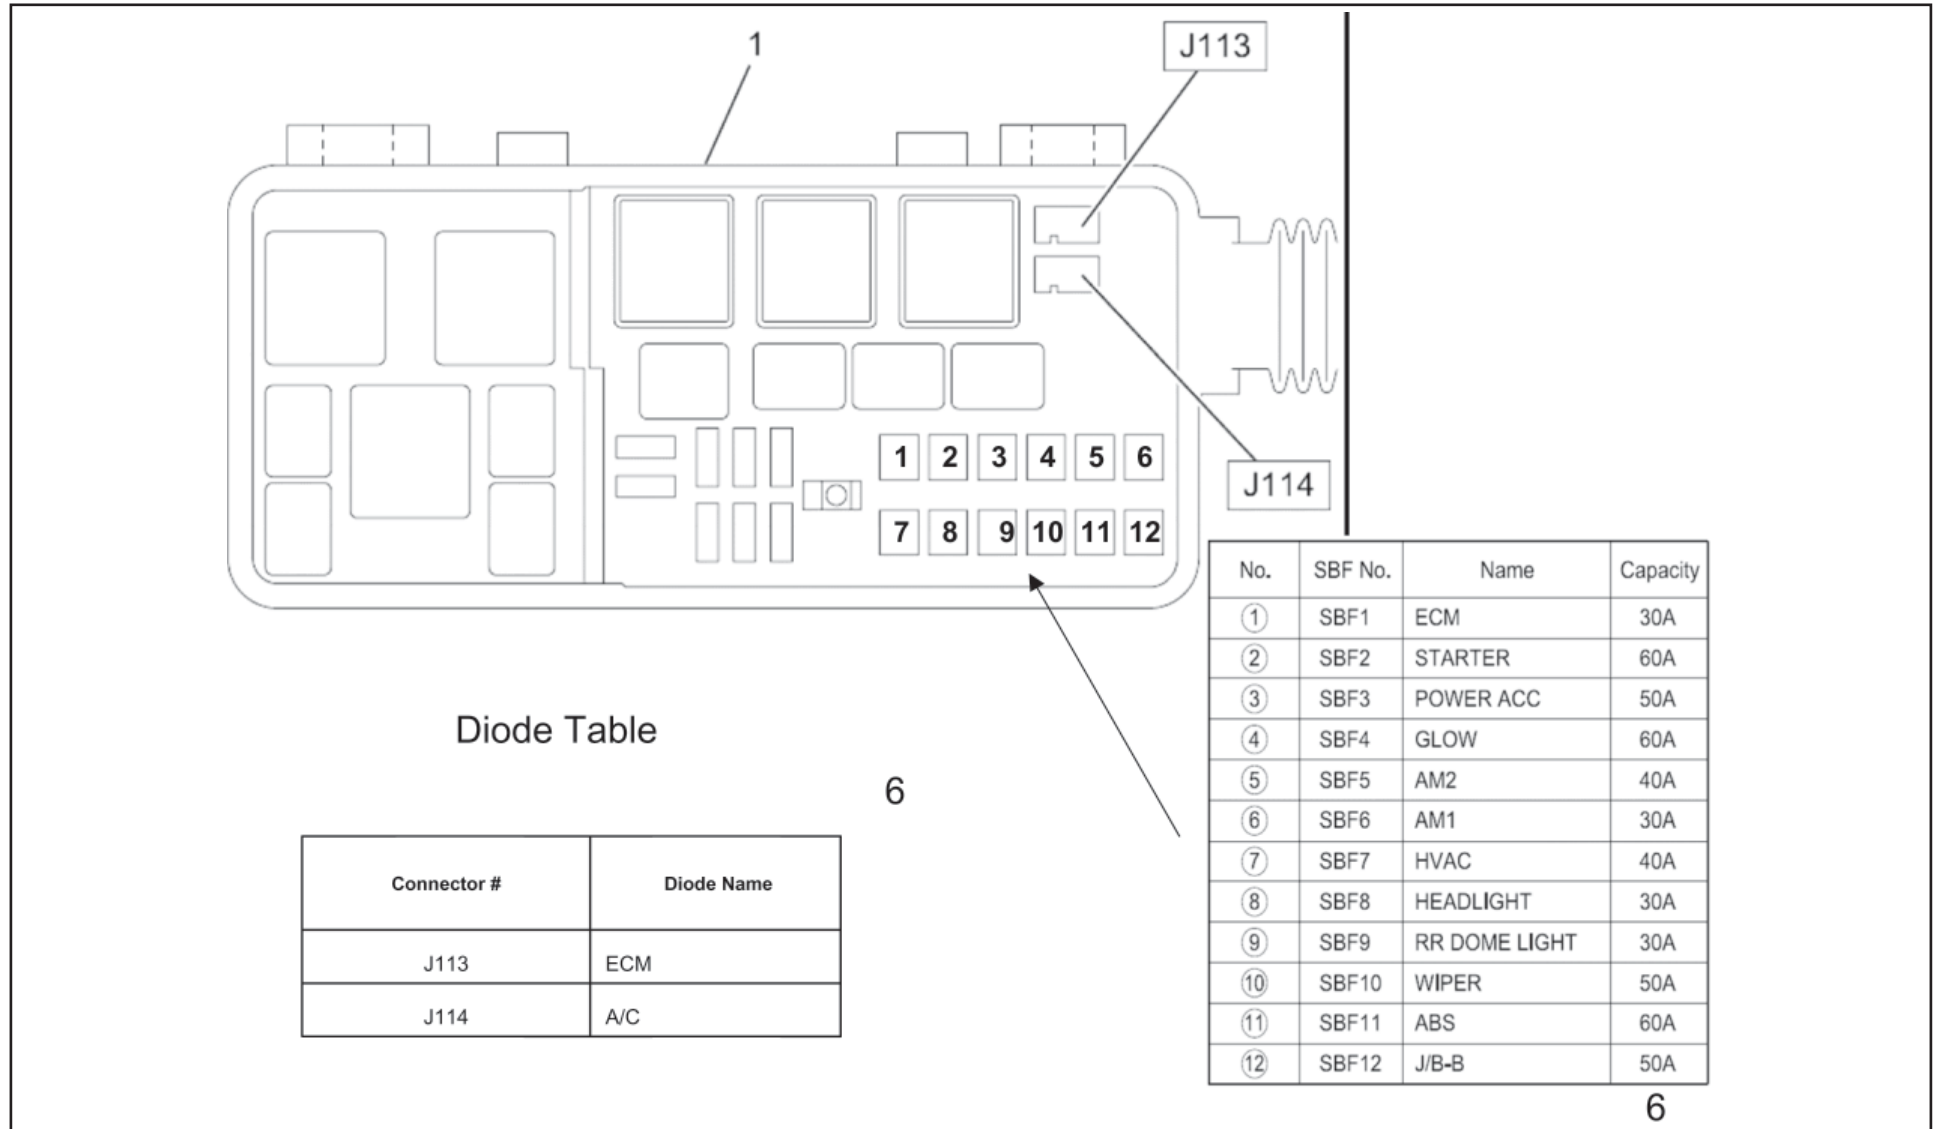 1
J113
1 2 3 4 5 6
J114
7 8 9 10 11 12
Diode Table
6
Connector # Diode Name
J113 ECM
J114 A/C
No. SBF No. Name Capacity
① SBF1 ECM 30A
② SBF2 STARTER 60A
③ SBF3 POWER ACC 50A
④ SBF4 GLOW 60A
⑤ SBF5 AM2 40A
⑥ SBF6 AM1 30A
⑦ SBF7 HVAC 40A
⑧ SBF8 HEADLIGHT 30A
⑨ SBF9 RR DOME LIGHT 30A
⑩ SBF10 WIPER 50A
⑪ SBF11 ABS 60A
⑫ SBF12 J/B-B 50A
6